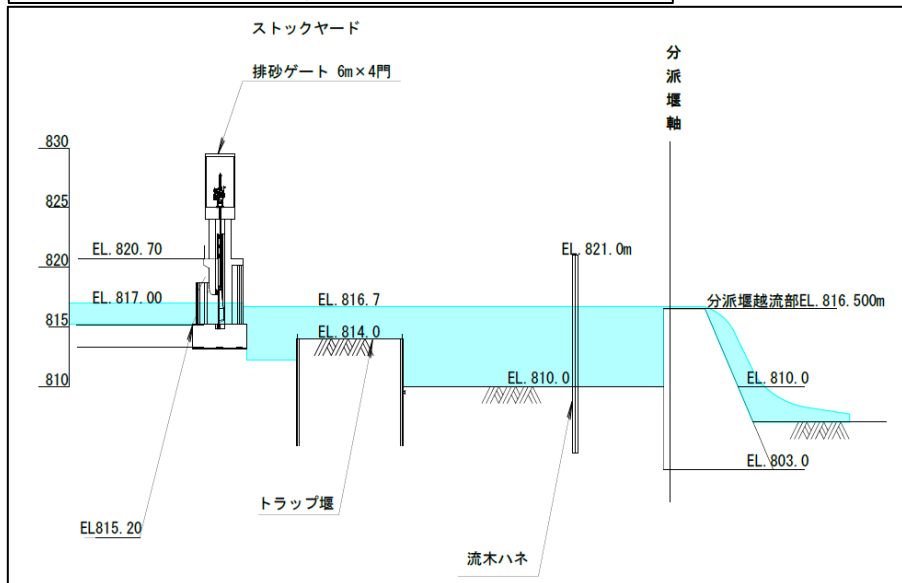 ストックヤード
排砂ゲート 6m×4門
分派堰軸
830
825
820
815
810
EL.820.70
EL.817.00
EL.816.7
EL.814.0
EL.821.0m
分派堰越流部EL.816.500m
EL.810.0
EL.810.0
EL.803.0
トラップ堰
EL815.20
流木ハネ